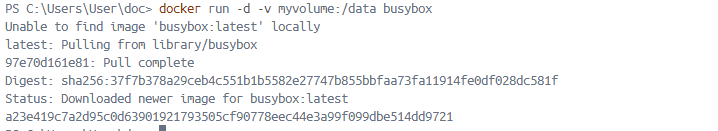 PS C:\Users\User\doc> docker run -d -v myvolume:/data busybox
Unable to find image 'busybox:latest' locally
latest: Pulling from library/busybox
97e70d161e81: Pull complete
Digest: sha256:37f7b378a29ceb4c551b1b5582e27747b855bbfaa73fa11914fe0df028dc581f
Status: Downloaded newer image for busybox:latest
a23e419c7a2d95c0d63901921793505cf90778eec44e3a99f099dbe514dd9721